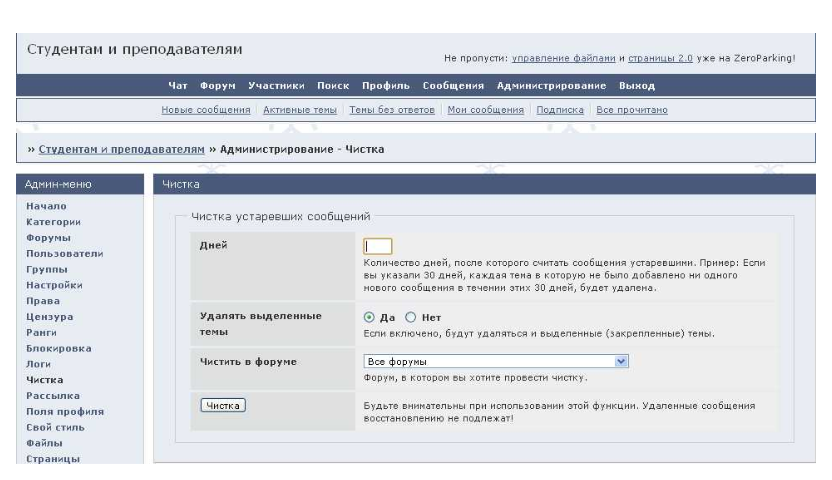 Студентам и преподавателям
Не пропусти: управление файлами и страницы 2.0 уже на ZeroParking!
Чат Форум Участники Поиск Профиль Сообщения Администрирование Выход
Новые сообщения Активные темы Темы без ответов Мои сообщения Подписка Все прочитано
» Студентам и преподавателям » Администрирование - Чистка
Админ-меню
Начало
Категории
Форумы
Пользователи
Группы
Настройки
Права
Цензура
Ранги
Блокировка
Логи
Чистка
Рассылка
Поля профиля
Свой стиль
Файлы
Страницы
Чистка
Чистка устаревших сообщений
Дней
Количество дней, после которого считать сообщения устаревшими. Пример: Если
вы указали 30 дней, каждая тема в которую не было добавлено ни одного
нового сообщения в течении этих 30 дней, будет удалена.
Удалять выделенные
темы
Да Нет
Если включено, будут удаляться и выделенные (закрепленные) темы.
Чистить в форуме
Все форумы
Форум, в котором вы хотите провести чистку.
Чистка
Будьте внимательны при использовании этой функции. Удаленные сообщения
восстановлению не подлежат!